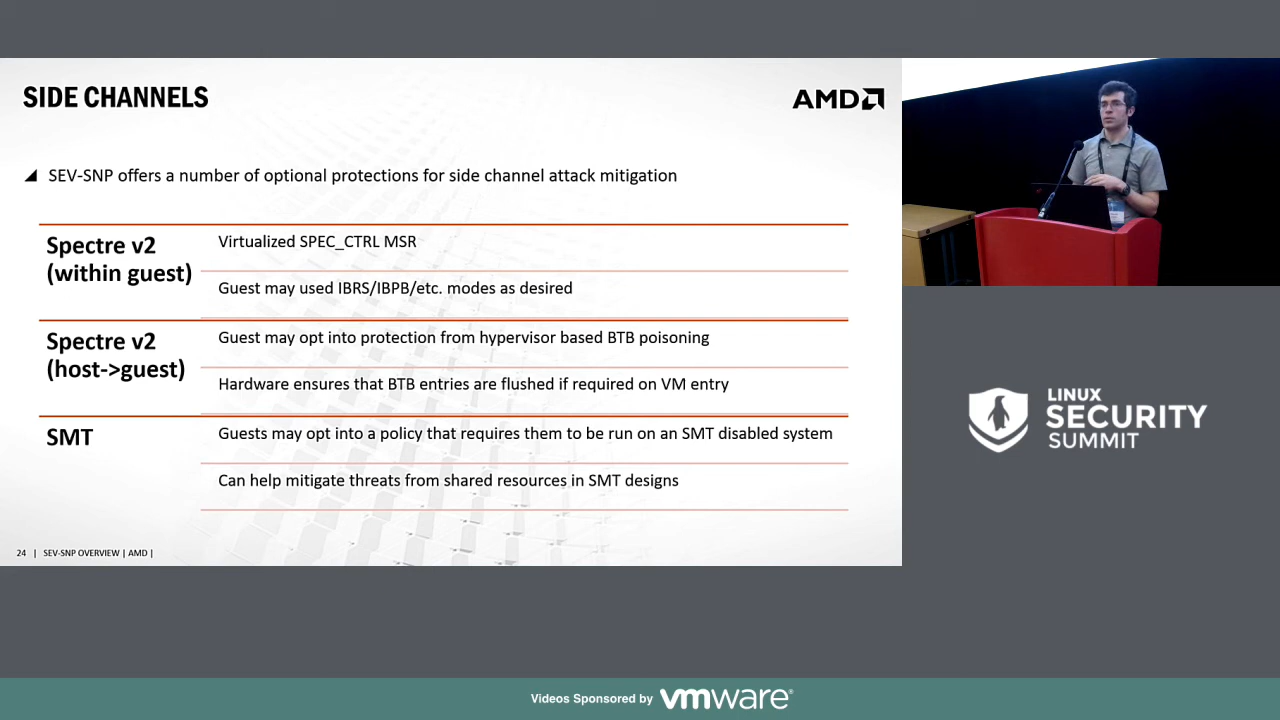 SIDE CHANNELS
AMD
SEV-SNP offers a number of optional protections for side channel attack mitigation
Spectre v2
(within guest)
Virtualized SPEC_CTRL MSR
Guest may used IBRS/IBPB/etc. modes as desired
Spectre v2
(host->guest)
Guest may opt into protection from hypervisor based BTB poisoning
Hardware ensures that BTB entries are flushed if required on VM entry
SMT
Guests may opt into a policy that requires them to be run on an SMT disabled system
Can help mitigate threats from shared resources in SMT designs
24 | SEV-SNP OVERVIEW | AMD |
LINUX
SECURITY
SUMMIT
Videos Sponsored by vmware®